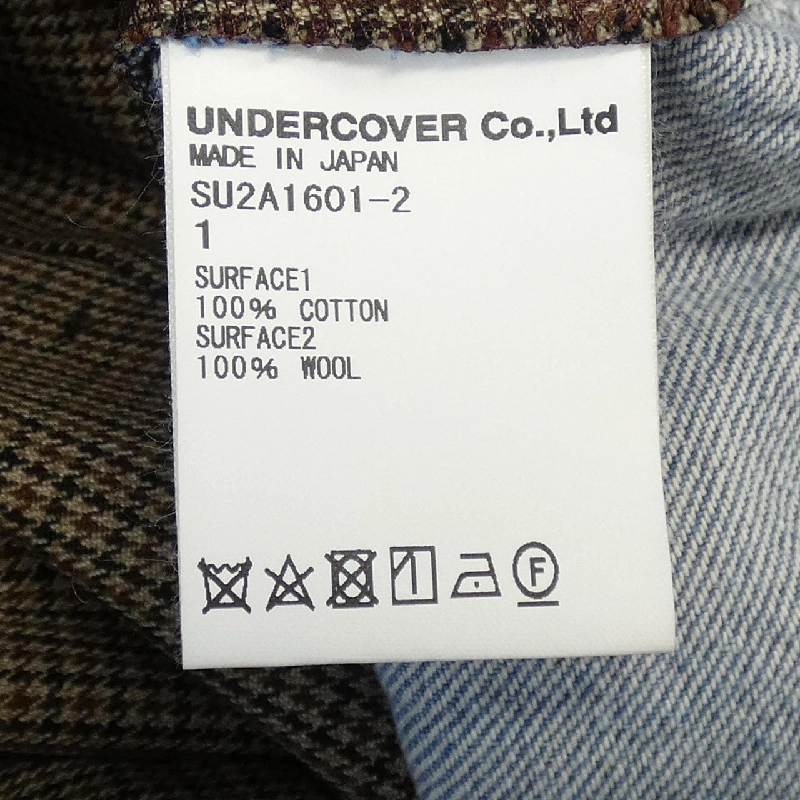 UNDERCOVER Co.,Ltd
MADE IN JAPAN
SU2A1601-2
1
SURFACE1
100% COTTON
SURFACE2
100% WOOL
F